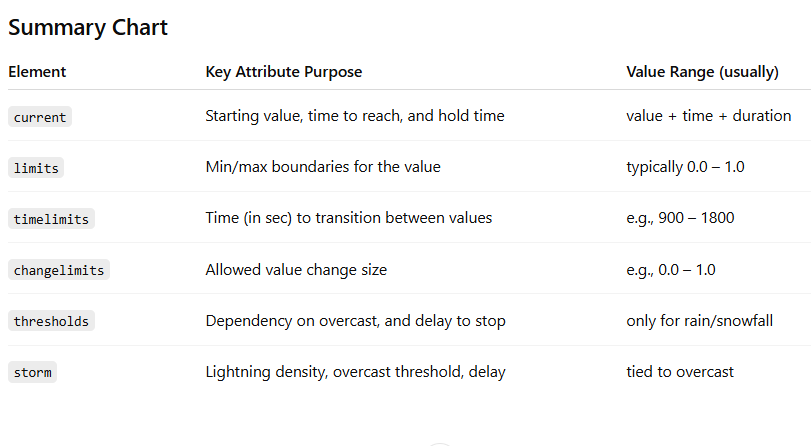 Summary Chart
Element Key Attribute Purpose Value Range (usually)
current Starting value, time to reach, and hold time value + time + duration
limits Min/max boundaries for the value typically 0.0 – 1.0
timelimits Time (in sec) to transition between values e.g., 900 – 1800
changelimits Allowed value change size e.g., 0.0 – 1.0
thresholds Dependency on overcast, and delay to stop only for rain/snowfall
storm Lightning density, overcast threshold, delay tied to overcast